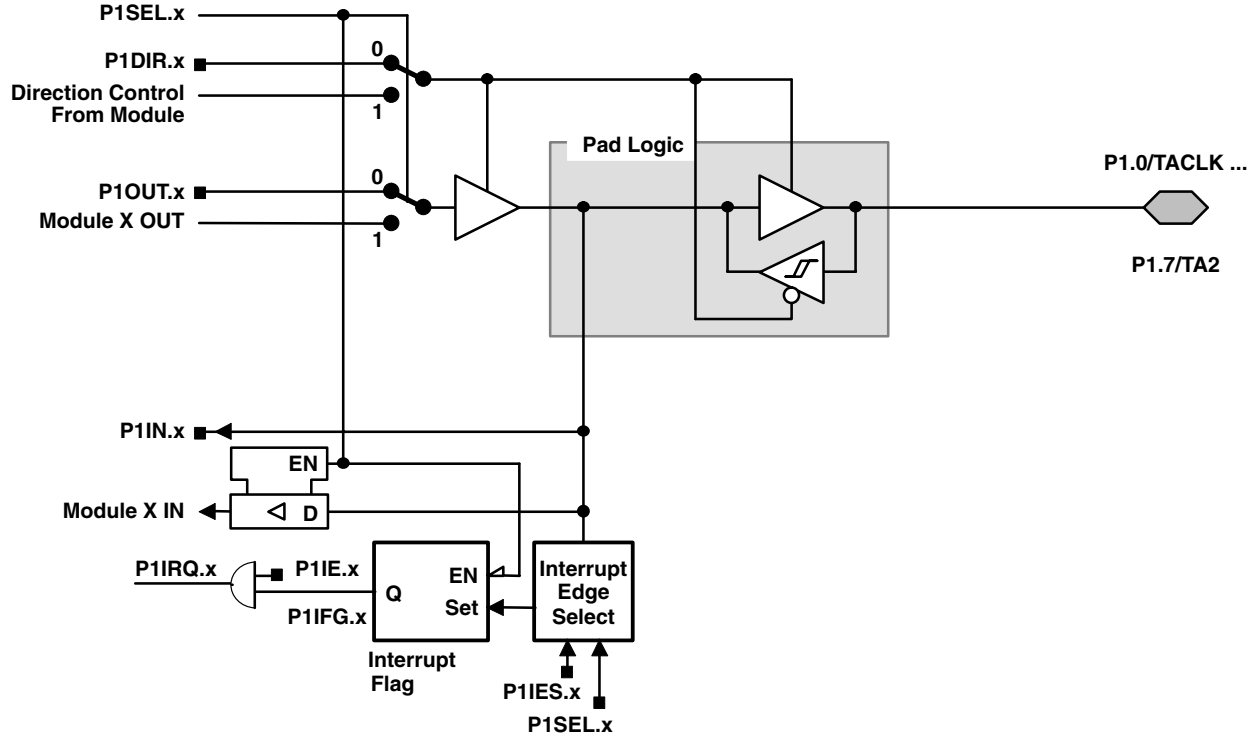 P1SEL.x
P1DIR.x
0
Direction Control
From Module
1
Pad Logic
P1.0/TACLK ...
P1OUT.x
0
Module X OUT
1
P1.7/TA2
P1IN.x
EN
Module X IN
D
P1IRQ.x
P1IE.x
P1IFG.x
Q
EN
Set
Interrupt
Edge
Select
Interrupt
Flag
P1IES.x
P1SEL.x